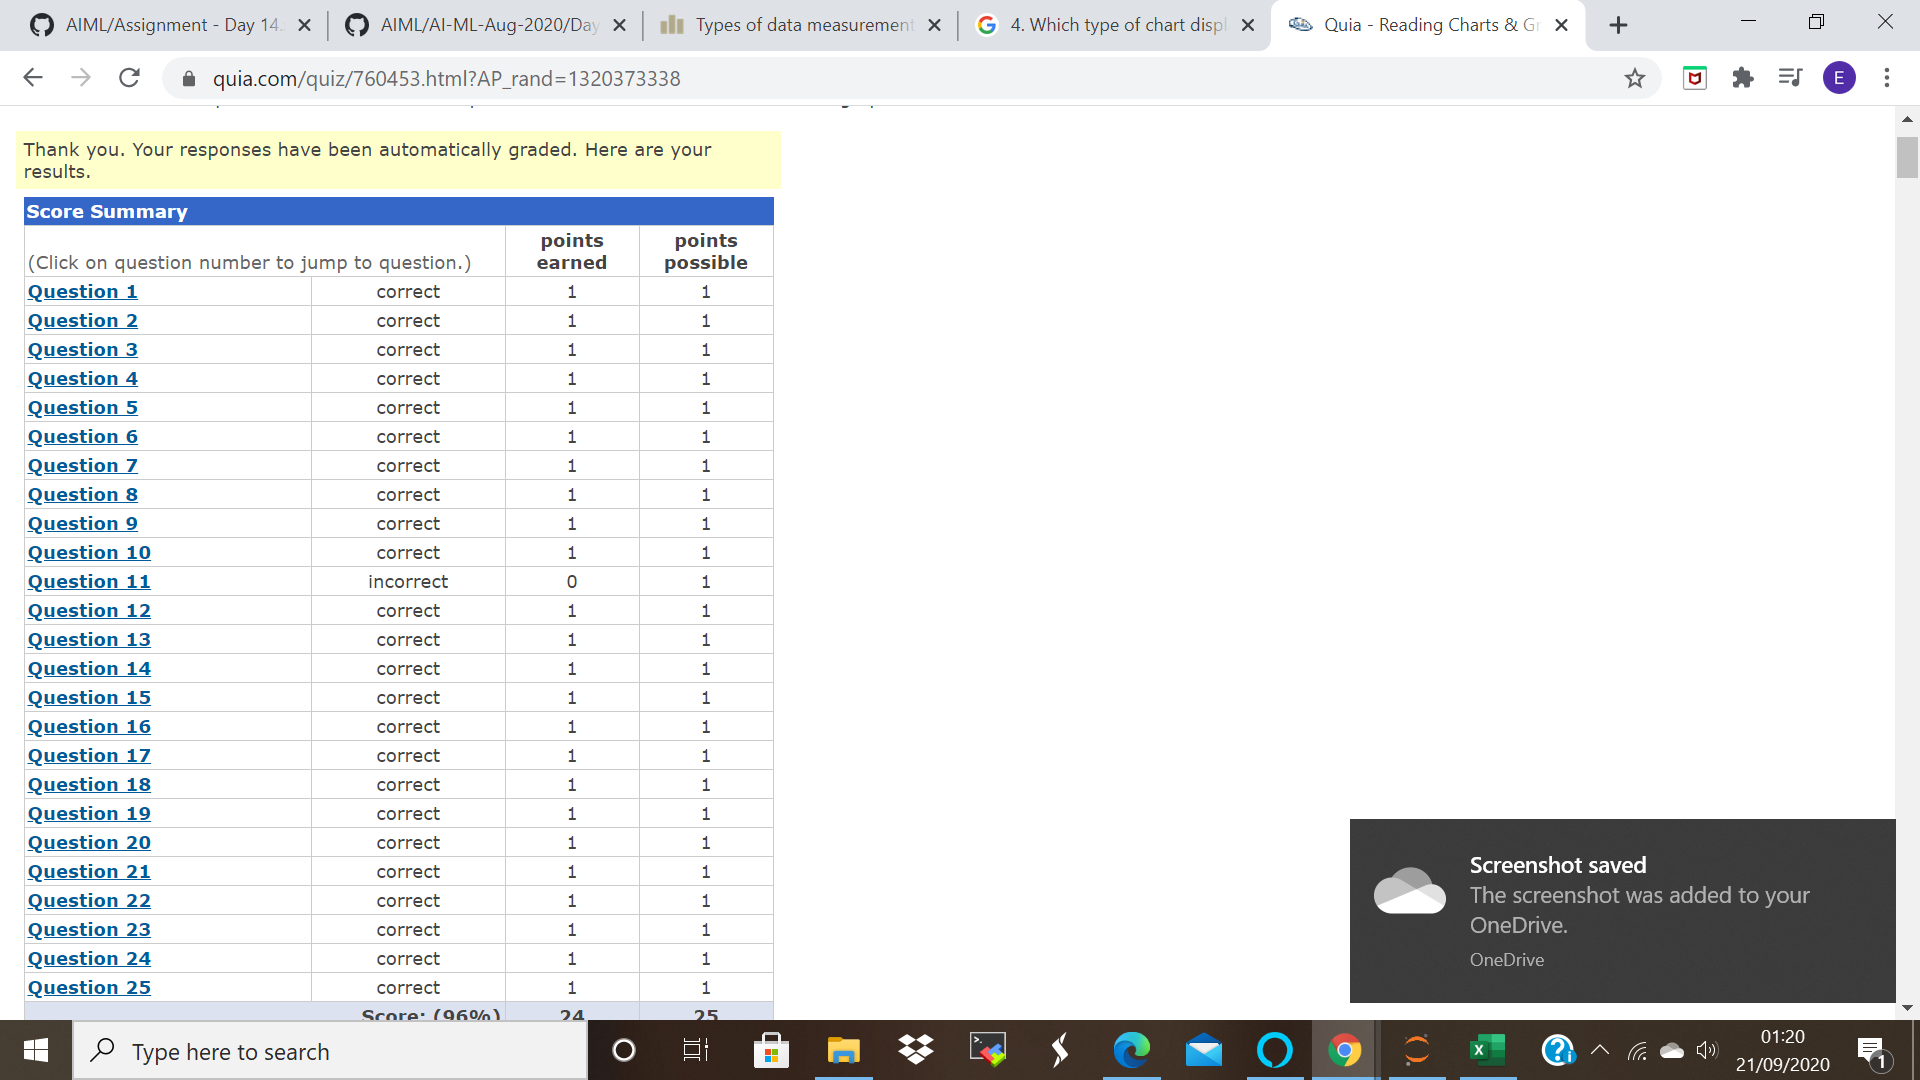 AIML/Assignment - Day 14.
AIML/AI-ML-Aug-2020/Day
Types of data measurement
4. Which type of chart displ
Quia - Reading Charts & Gr
quia.com/quiz/760453.html?AP_rand=1320373338
E
Thank you. Your responses have been automatically graded. Here are your
results.
Score Summary
(Click on question number to jump to question.) points earned points possible
Question 1 correct 1 1
Question 2 correct 1 1
Question 3 correct 1 1
Question 4 correct 1 1
Question 5 correct 1 1
Question 6 correct 1 1
Question 7 correct 1 1
Question 8 correct 1 1
Question 9 correct 1 1
Question 10 correct 1 1
Question 11 incorrect 0 1
Question 12 correct 1 1
Question 13 correct 1 1
Question 14 correct 1 1
Question 15 correct 1 1
Question 16 correct 1 1
Question 17 correct 1 1
Question 18 correct 1 1
Question 19 correct 1 1
Question 20 correct 1 1
Question 21 correct 1 1
Question 22 correct 1 1
Question 23 correct 1 1
Question 24 correct 1 1
Question 25 correct 1 1
Score: (96%) 24 25
Screenshot saved
The screenshot was added to your
OneDrive.
OneDrive
Type here to search
01:20
21/09/2020
1